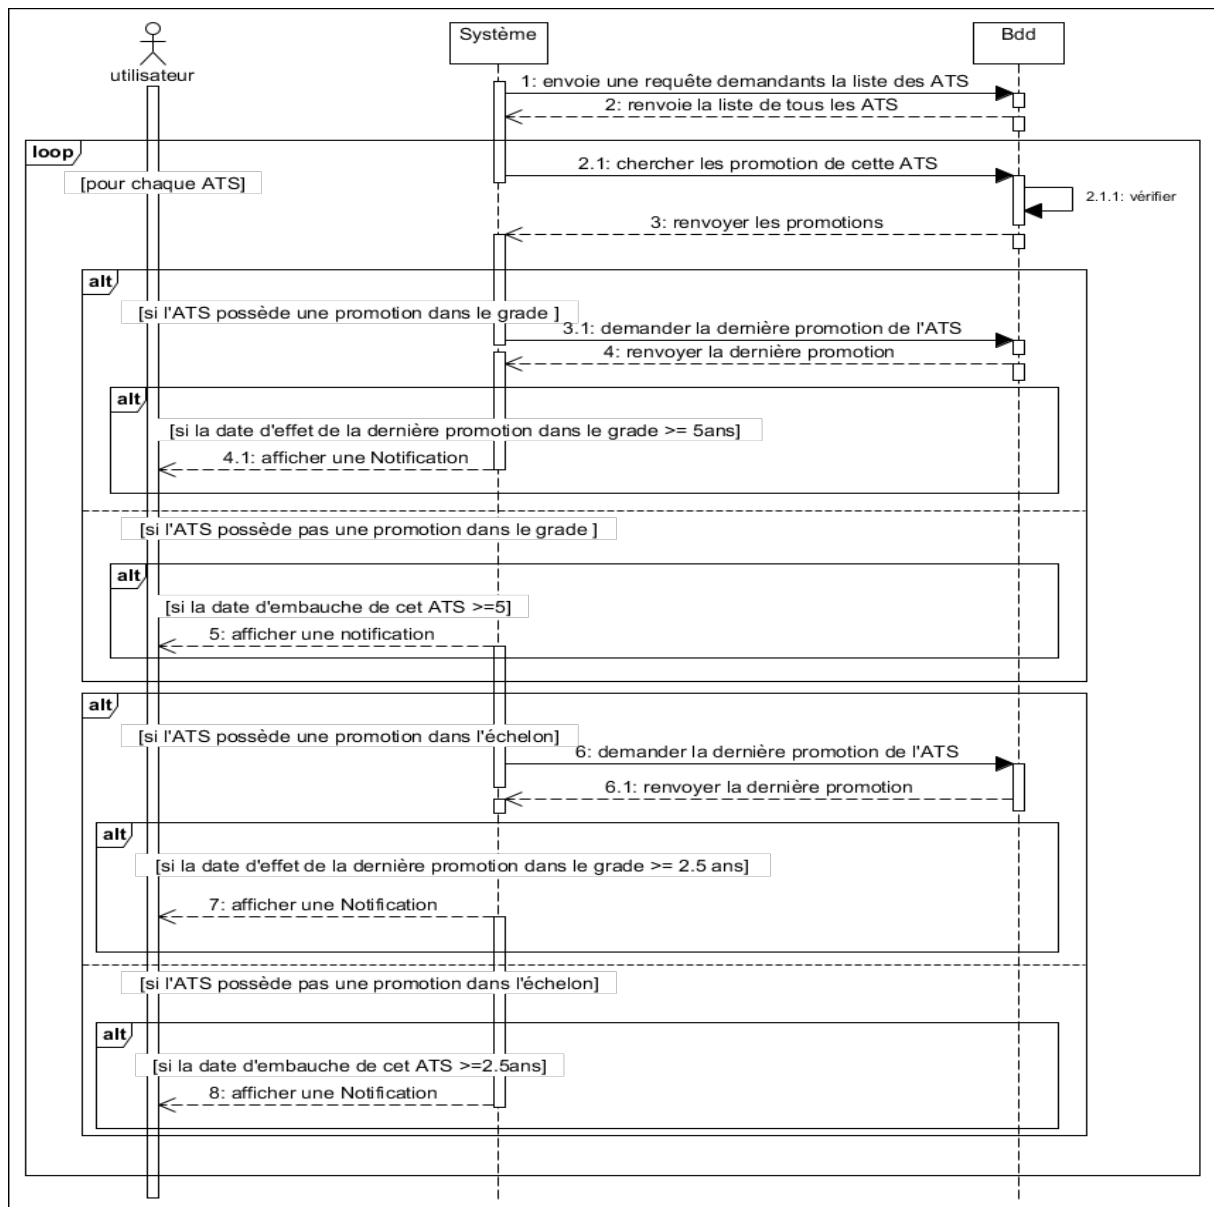 utilisateur
Système
Bdd
1: envoie une requête demandants la liste des ATS
2: renvoie la liste de tous les ATS
loop
[pour chaque ATS]
2.1: chercher les promotion de cette ATS
2.1.1: vérifier
3: renvoyer les promotions
alt
[si l'ATS possède une promotion dans le grade ]
3.1: demander la dernière promotion de l'ATS
4: renvoyer la dernière promotion
alt
[si la date d'effet de la dernière promotion dans le grade >= 5ans]
4.1: afficher une Notification
[si l'ATS possède pas une promotion dans le grade ]
alt
[si la date d'embauche de cet ATS >=5]
5: afficher une notification
alt
[si l'ATS possède une promotion dans l'échelon]
6: demander la dernière promotion de l'ATS
6.1: renvoyer la dernière promotion
alt
[si la date d'effet de la dernière promotion dans le grade >= 2.5 ans]
7: afficher une Notification
[si l'ATS possède pas une promotion dans l'échelon]
alt
[si la date d'embauche de cet ATS >=2.5ans]
8: afficher une Notification